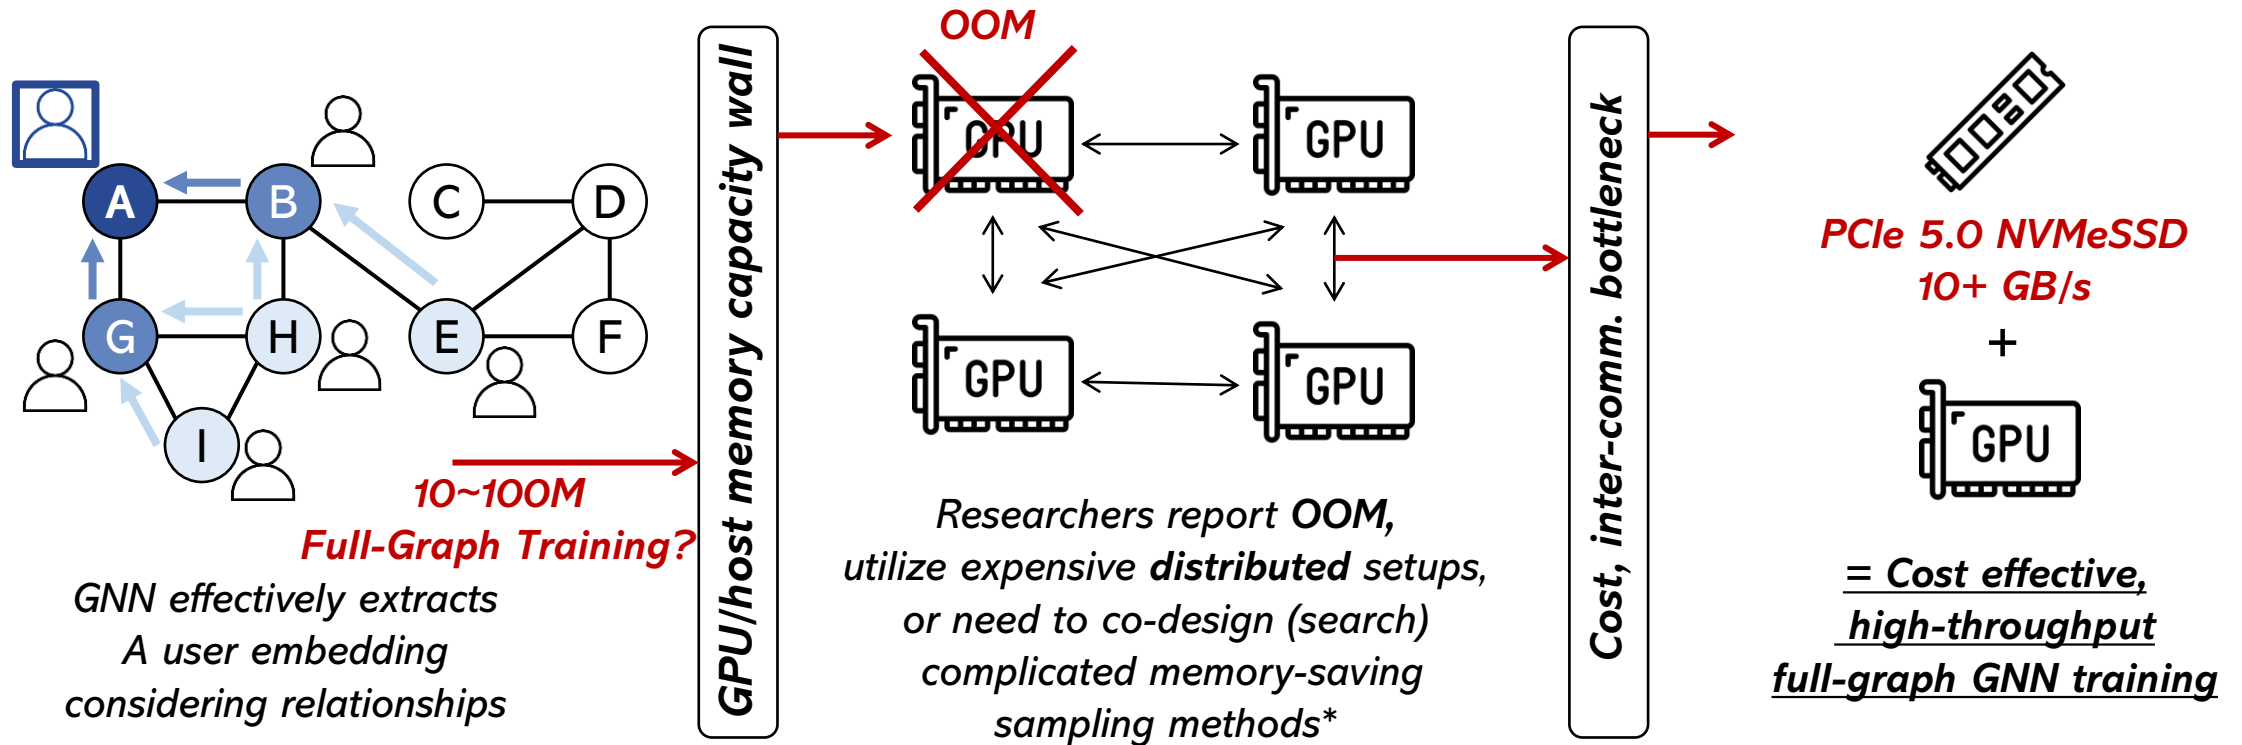 A
B
C
D
G
H
E
F
I
10~100M
Full-Graph Training?
GNN effectively extracts
A user embedding
considering relationships
GPU/host memory capacity wall
OOM
GPU
GPU
GPU
GPU
Researchers report OOM,
utilize expensive distributed setups,
or need to co-design (search)
complicated memory-saving
sampling methods*
Cost, inter-comm. bottleneck
PCIe 5.0 NVMeSSD
10+ GB/s
+
GPU
= Cost effective,
high-throughput
full-graph GNN training